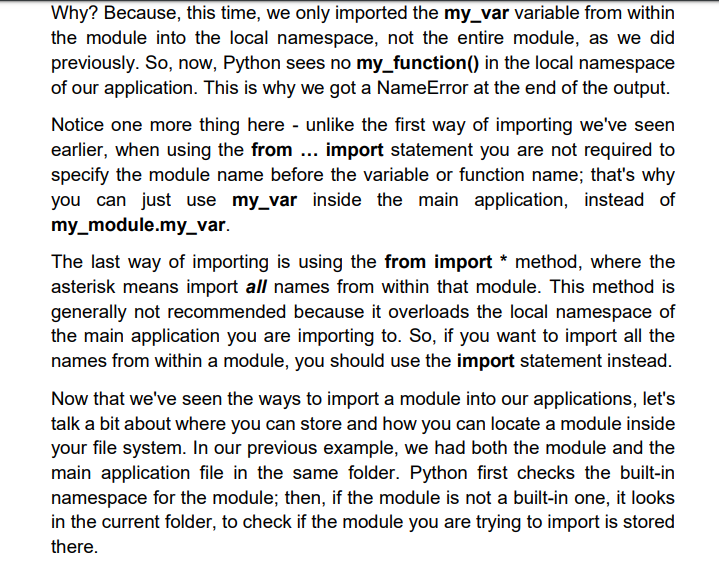 Why? Because, this time, we only imported the my_var variable from within
the module into the local namespace, not the entire module, as we did
previously. So, now, Python sees no my_function() in the local namespace
of our application. This is why we got a NameError at the end of the output.
Notice one more thing here - unlike the first way of importing we've seen
earlier, when using the from ... import statement you are not required to
specify the module name before the variable or function name; that's why
you can just use my_var inside the main application, instead of
my_module.my_var.
The last way of importing is using the from import * method, where the
asterisk means import all names from within that module. This method is
generally not recommended because it overloads the local namespace of
the main application you are importing to. So, if you want to import all the
names from within a module, you should use the import statement instead.
Now that we've seen the ways to import a module into our applications, let's
talk a bit about where you can store and how you can locate a module inside
your file system. In our previous example, we had both the module and the
main application file in the same folder. Python first checks the built-in
namespace for the module; then, if the module is not a built-in one, it looks
in the current folder, to check if the module you are trying to import is stored
there.